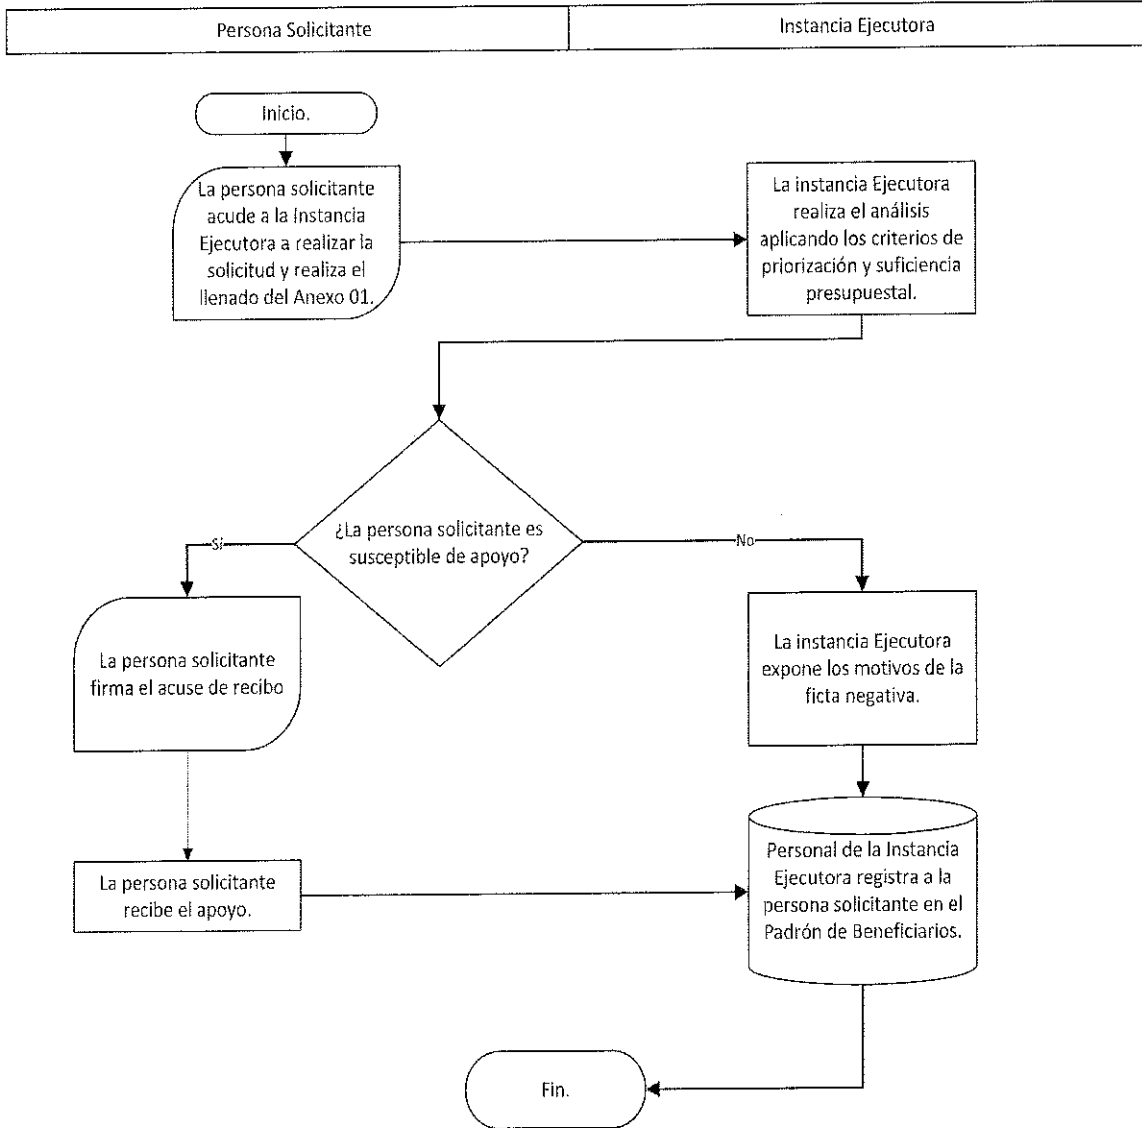 Persona Solicitante
Instancia Ejecutora
Inicio.
La persona solicitante
acude a la Instancia
Ejecutora a realizar la
solicitud y realiza el
llenado del Anexo 01.
La instancia Ejecutora
realiza el análisis
aplicando los criterios de
priorización y suficiencia
presupuestal.
¿La persona solicitante es
susceptible de apoyo?
Sí
No
La persona solicitante
firma el acuse de recibo
La instancia Ejecutora
expone los motivos de la
ficta negativa.
La persona solicitante
recibe el apoyo.
Personal de la Instancia
Ejecutora registra a la
persona solicitante en el
Padrón de Beneficiarios.
Fin.